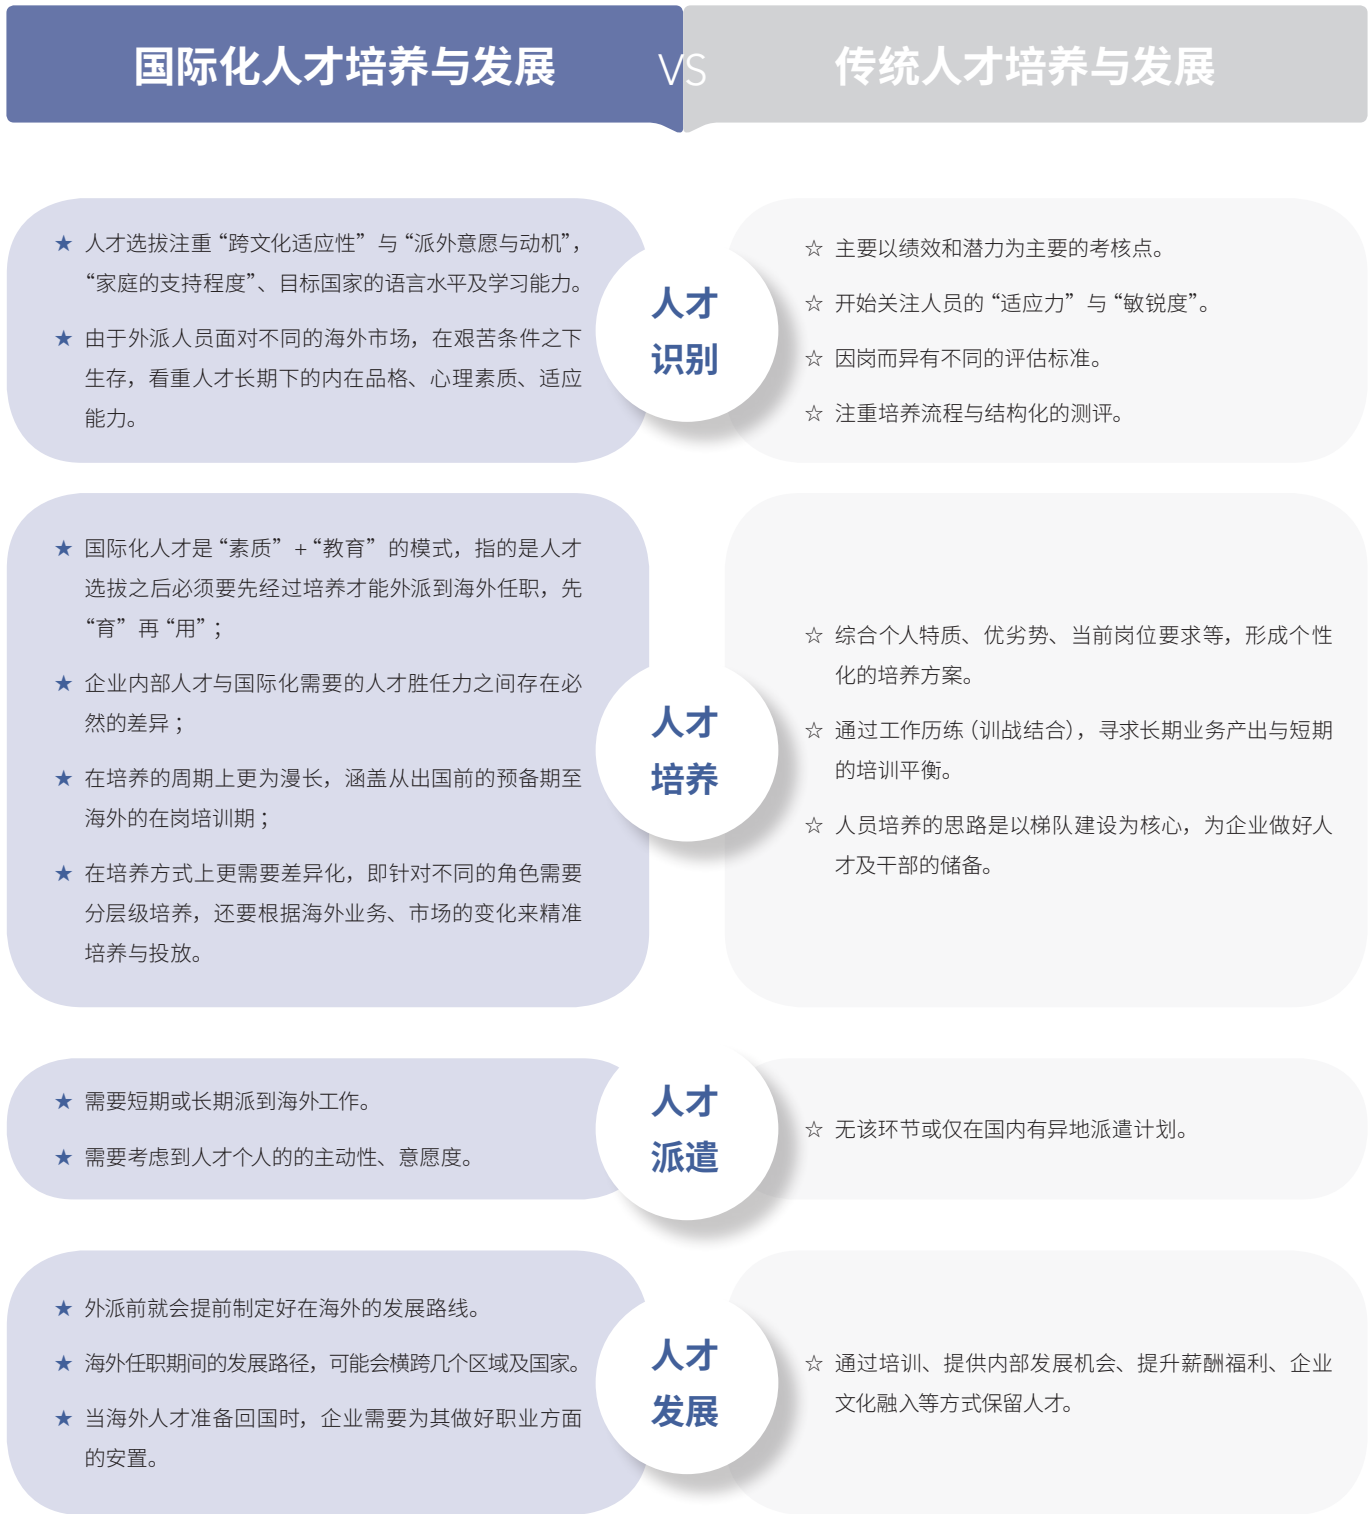 国际化人才培养与发展
VS
传统人才培养与发展
★ 人才选拔注重“跨文化适应性”与“派外意愿与动机”，
“家庭的支持程度”、目标国家的语言水平及学习能力。
★ 由于外派人员面对不同的海外市场，在艰苦条件之下
生存，看重人才长期下的内在品格、心理素质、适应
能力。
人才
识别
☆ 主要以绩效和潜力为主要的考核点。
☆ 开始关注人员的“适应力”与“敏锐度”。
☆ 因岗而异有不同的评估标准。
☆ 注重培养流程与结构化的测评。
★ 国际化人才是“素质”+“教育”的模式，指的是人才
选拔之后必须要先经过培养才能外派到海外任职，先
“育”再“用”；
★ 企业内部人才与国际化需要的人才胜任力之间存在必
然的差异；
★ 在培养的周期上更为漫长，涵盖从出国前的预备期至
海外的在岗培训期；
★ 在培养方式上更需要差异化，即针对不同的角色需要
分层级培养，还要根据海外业务、市场的变化来精准
培养与投放。
人才
培养
☆ 综合个人特质、优劣势、当前岗位要求等，形成个性
化的培养方案。
☆ 通过工作历练（训战结合），寻求长期业务产出与短期
的培训平衡。
☆ 人员培养的思路是以梯队建设为核心，为企业做好人
才及干部的储备。
★ 需要短期或长期派到海外工作。
★ 需要考虑到人才个人的的主动性、意愿度。
人才
派遣
☆ 无该环节或仅在国内有异地派遣计划。
★ 外派前就会提前制定好在海外的发展路线。
★ 海外任职期间的发展路径，可能会横跨几个区域及国家。
★ 当海外人才准备回国时，企业需要为其做好职业方面
的安置。
人才
发展
☆ 通过培训、提供内部发展机会、提升薪酬福利、企业
文化融入等方式保留人才。